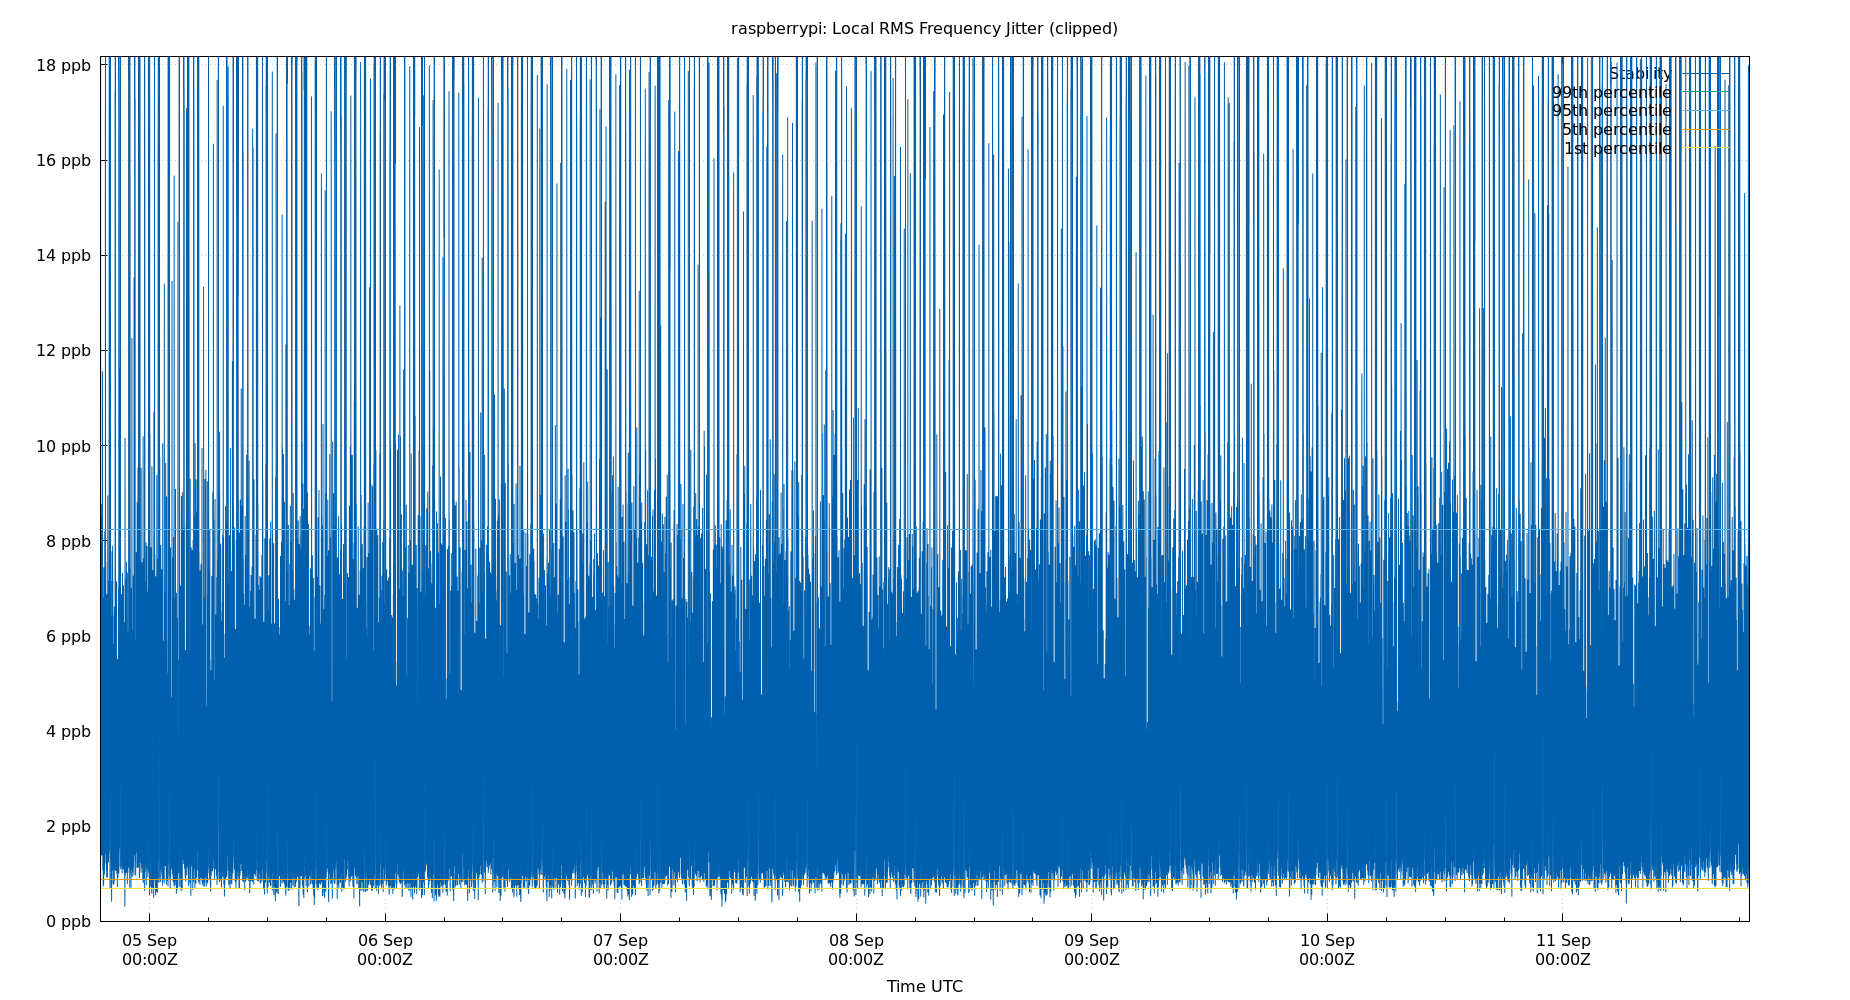 raspberrypi: Local RMS Frequency Jitter (clipped)
18 ppb
16 ppb
14 ppb
12 ppb
10 ppb
8 ppb
6 ppb
4 ppb
2 ppb
0 ppb
Stability
99th percentile
95th percentile
5th percentile
1st percentile
05 Sep
00:00Z
06 Sep
00:00Z
07 Sep
00:00Z
08 Sep
00:00Z
09 Sep
00:00Z
10 Sep
00:00Z
11 Sep
00:00Z
Time UTC